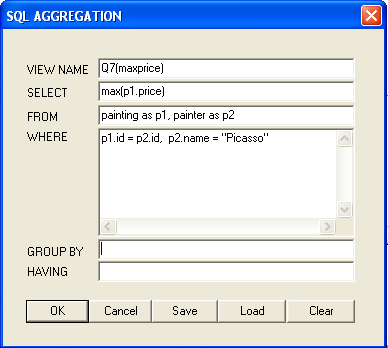 SQL AGGREGATION
VIEW NAME Q7(maxprice)
SELECT max(p1.price)
FROM painting as p1, painter as p2
WHERE p1.id = p2.id, p2.name = "Picasso"
GROUP BY
HAVING
OK Cancel Save Load Clear